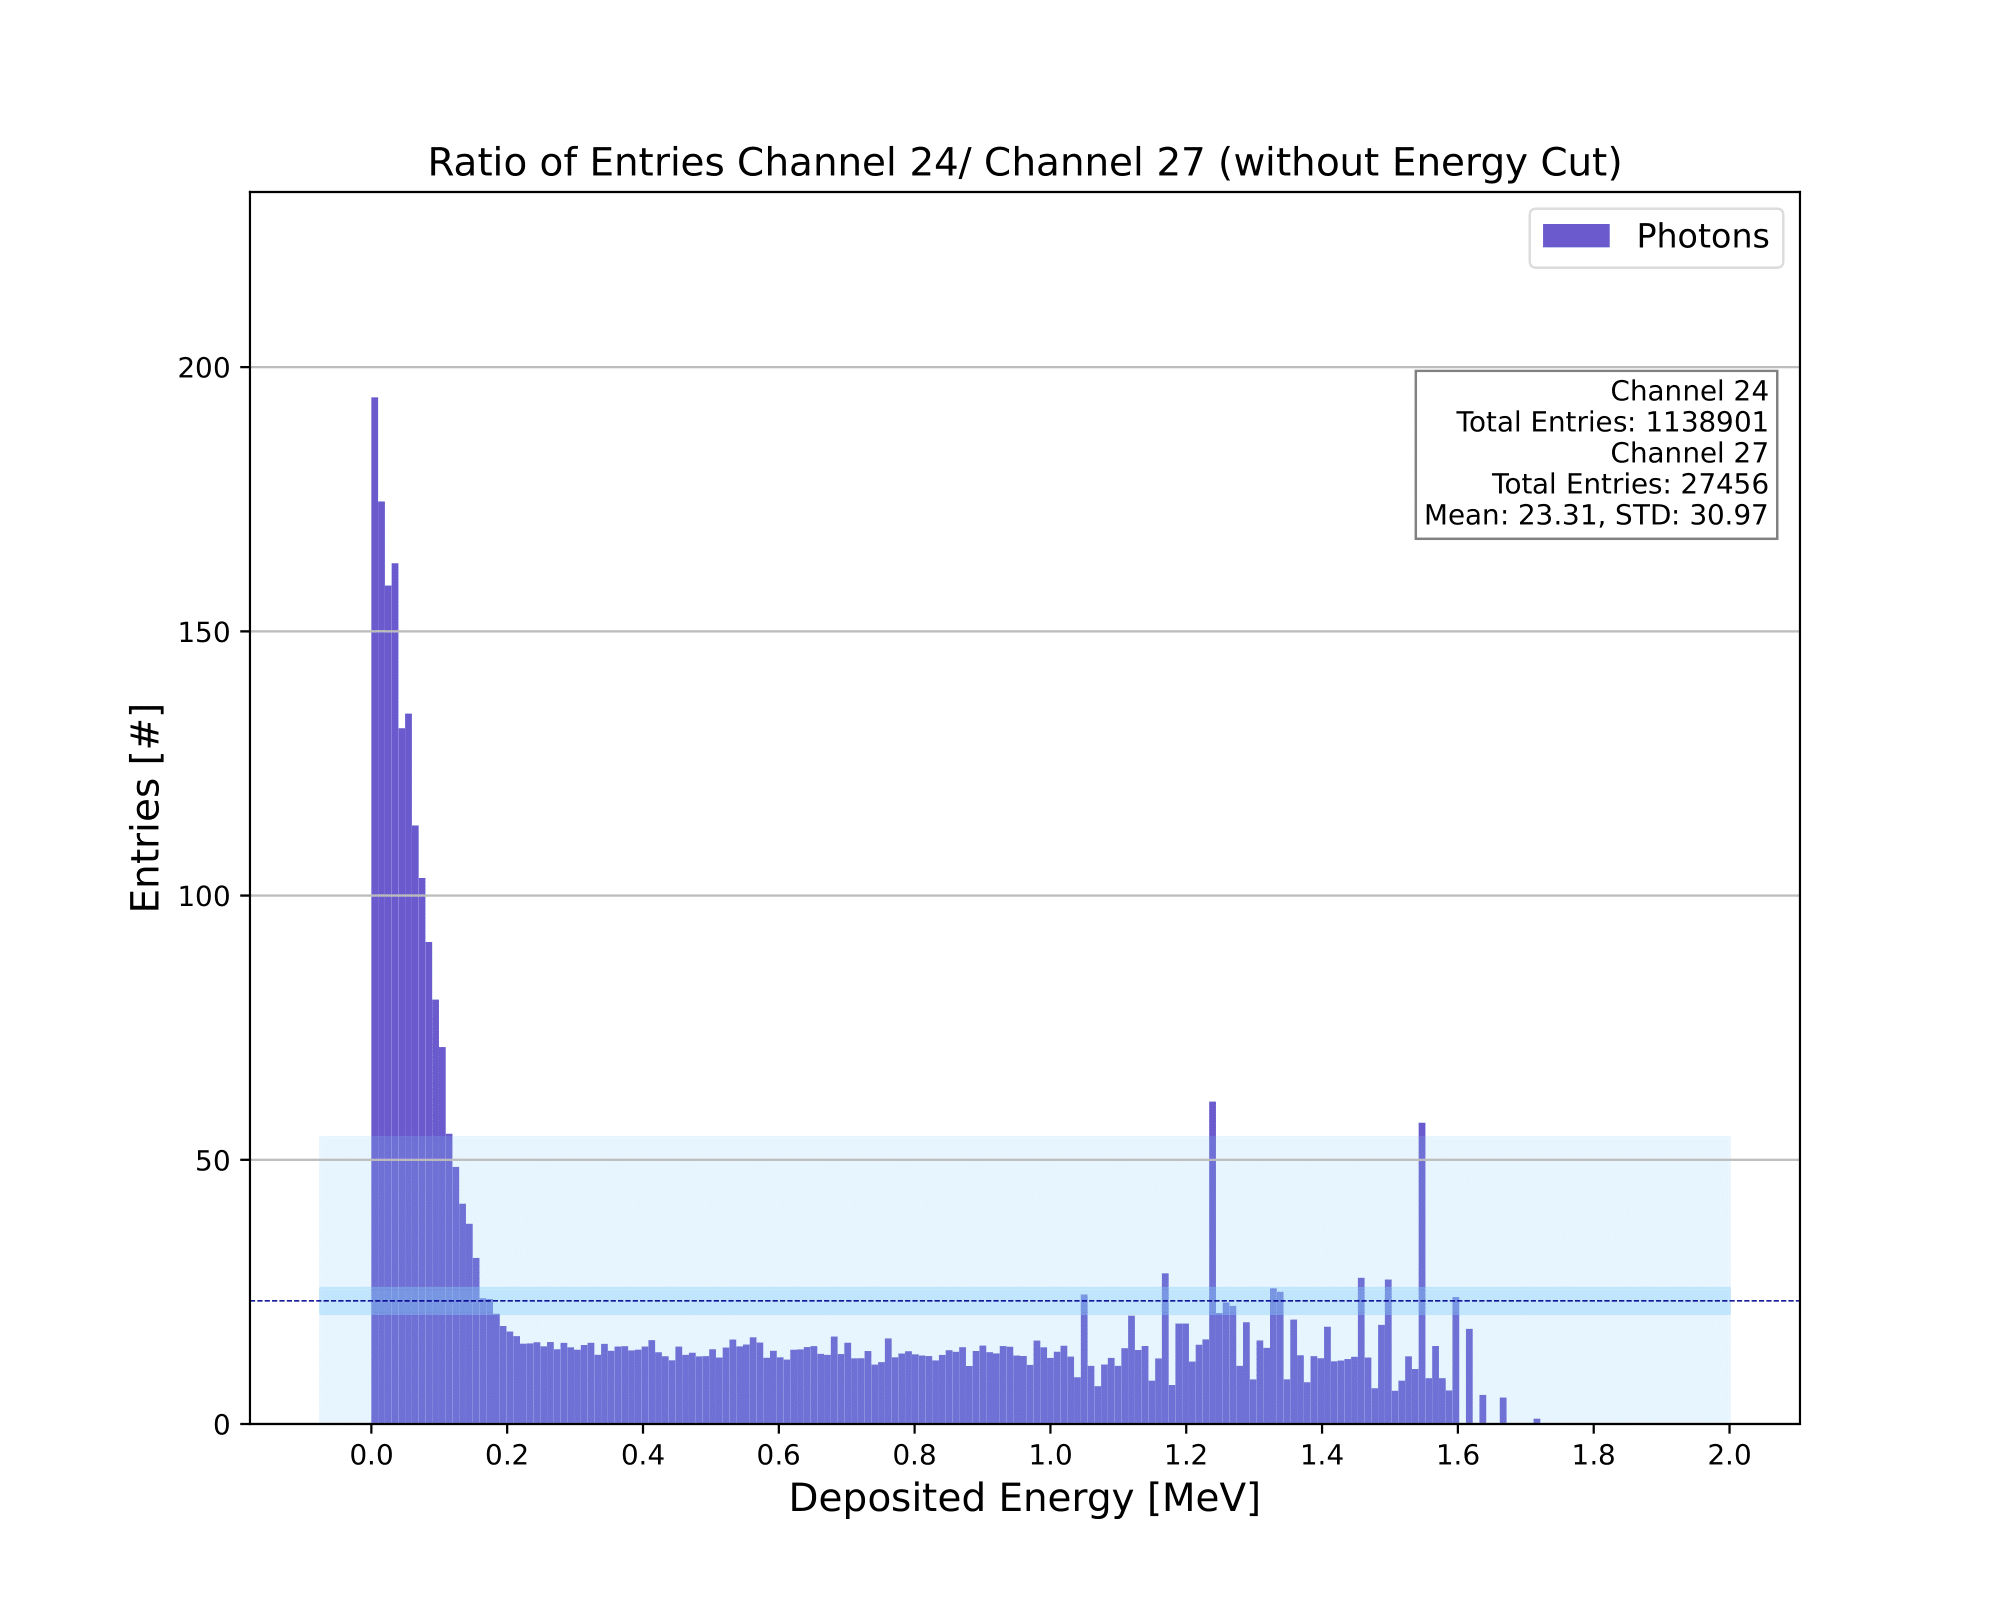 Ratio of Entries Channel 24/ Channel 27 (without Energy Cut)
Photons
Channel 24
Total Entries: 1138901
Channel 27
Total Entries: 27456
Mean: 23.31, STD: 30.97
200
150
100
50
0
Entries [#]
0.0 0.2 0.4 0.6 0.8 1.0 1.2 1.4 1.6 1.8 2.0
Deposited Energy [MeV]